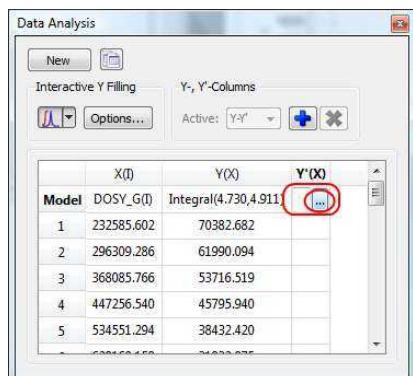 Data Analysis
New
Interactive Y Filling Y-, Y'-Columns
Options... Active: Y-Y'
X(I) Y(X) Y'(X)
Model DOSY_G(I) Integral(4.730,4.911) ...
1 232585.602 70382.682
2 296309.286 61990.094
3 368085.766 53716.519
4 447256.540 45795.940
5 534551.294 38432.420